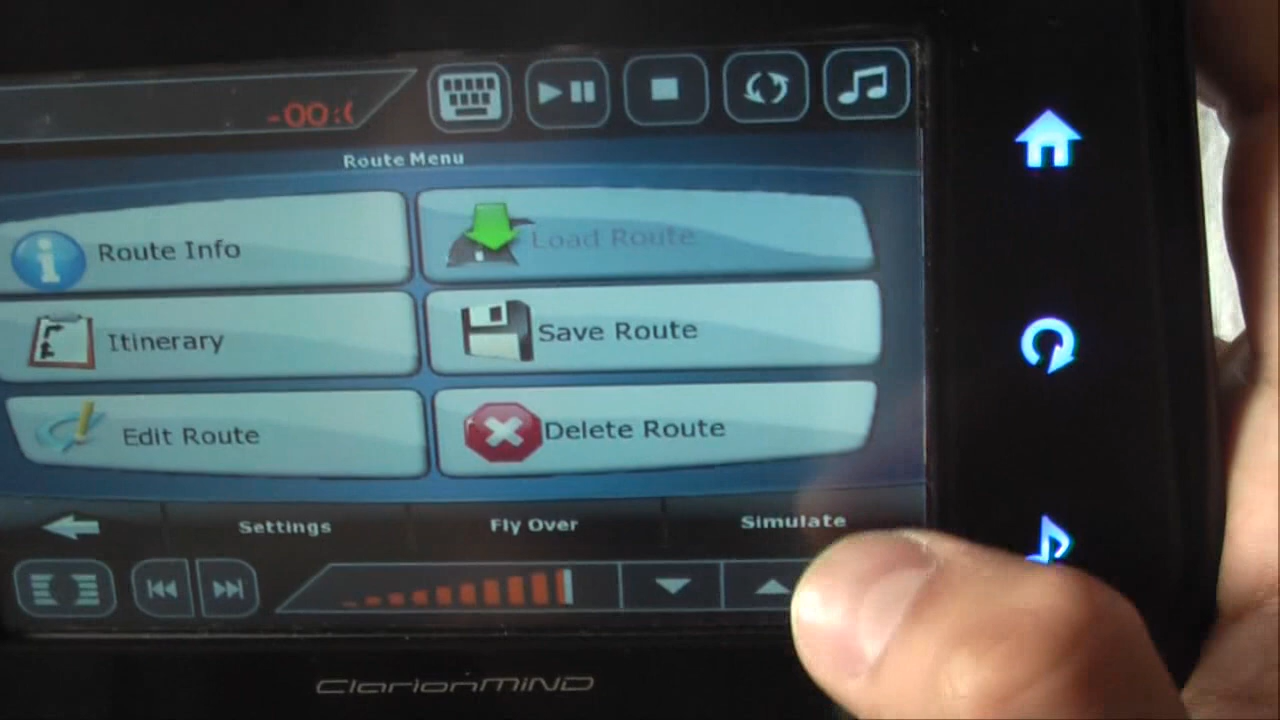 -00:0
Route Menu
Route Info
Load Route
Itinerary
Save Route
Edit Route
Delete Route
Settings
Fly Over
Simulate
ClarionMiND